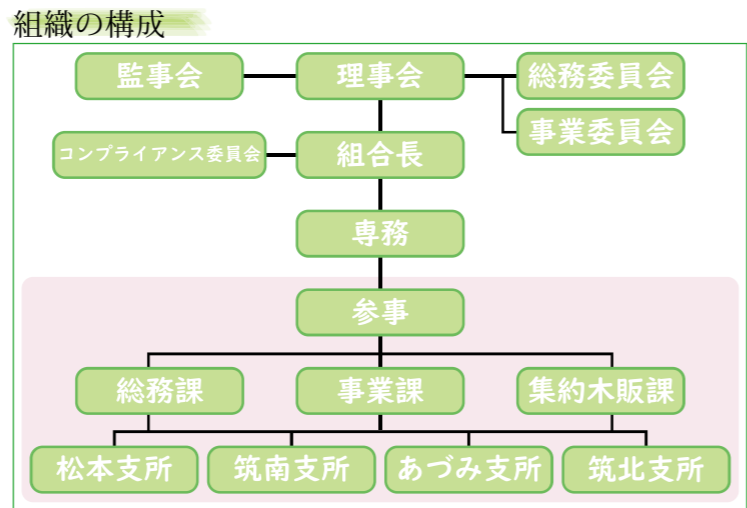 組織の構成
監事会
理事会
総務委員会
事業委員会
コンプライアンス委員会
組合長
専務
参事
総務課
事業課
集約木販課
松本支所
筑南支所
あづみ支所
筑北支所